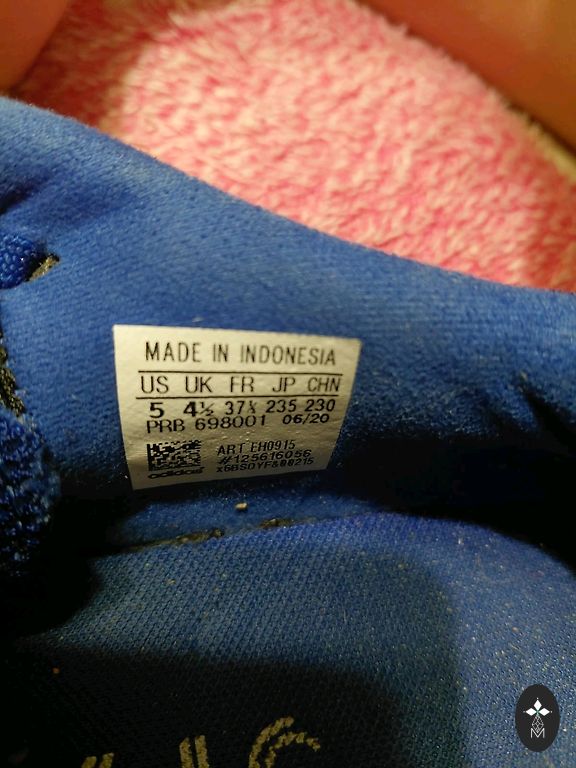 MADE IN INDONESIA
US UK FR JP CHN
5 4½ 37⅓ 235 230
PRB 698001 06/20
ART EH0915
#125616056
adidas
M